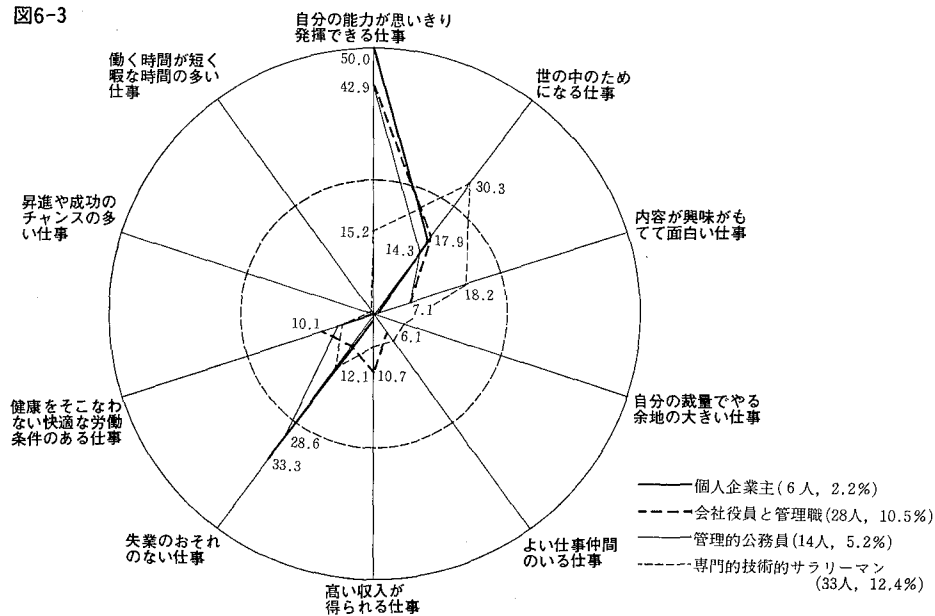 図6-3
自分の能力が思いきり
発揮できる仕事
働く時間が短く
暇な時間の多い
仕事
世の中のため
になる仕事
50.0
42.9
30.3
昇進や成功の
チャンスの多
い仕事
内容が興味がも
てて面白い仕事
15.2
14.3
17.9
18.2
7.1
10.1
6.1
12.1
10.7
健康をそこなわ
ない快適な労働
条件のある仕事
自分の裁量でやる
余地の大きい仕事
28.6
33.3
失業のおそれ
のない仕事
高い収入が
得られる仕事
よい仕事仲間
のいる仕事
個人企業主(6人, 2.2%)
会社役員と管理職(28人, 10.5%)
管理的公務員(14人, 5.2%)
専門的技術的サラリーマン
(33人, 12.4%)